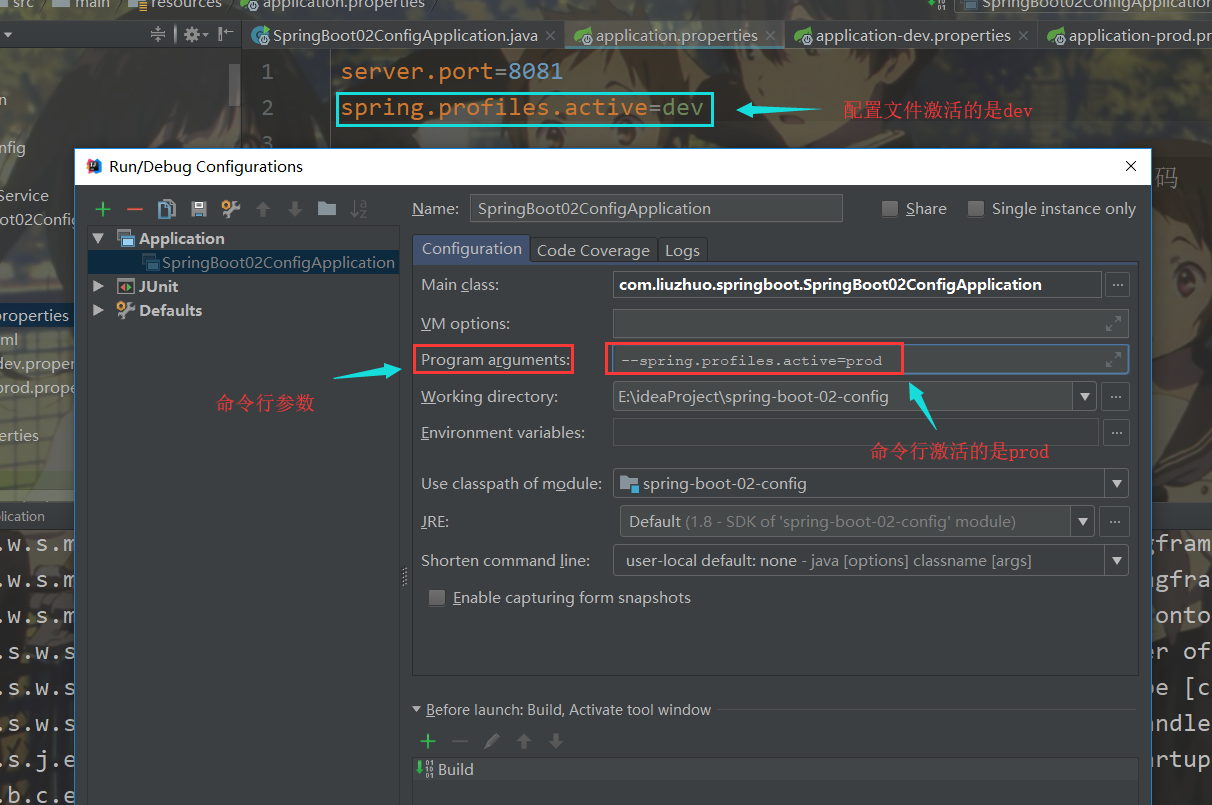 src main resources application.properties SpringBoot02ConfigApplication
SpringBoot02ConfigApplication.java application.properties application-dev.properties application-prod.pr
1 server.port=8081
2 spring.profiles.active=dev 配置文件激活的是dev
3
nfig
Run/Debug Configurations
码
Service
ot02Config
Name: SpringBoot02ConfigApplication Share Single instance only
Application
SpringBoot02ConfigApplication
JUnit
Defaults
Configuration Code Coverage Logs
Main class: com.liuzhuo.springboot.SpringBoot02ConfigApplication
VM options:
properties
ml
dev.proper
prod.prope
erties
Program arguments: --spring.profiles.active=prod
命令行参数
Working directory: E:\ideaProject\spring-boot-02-config
Environment variables:
命令行激活的是prod
Use classpath of module: spring-boot-02-config
JRE: Default (1.8 - SDK of 'spring-boot-02-config' module)
Shorten command line: user-local default: none - java [options] classname [args]
Enable capturing form snapshots
lication
.w.s.m
.w.s.m
.w.s.m
.s.w.s
.s.w.s
.s.w.s
.s.j.e
.b.c.e
gfram
ngfra
onto
er of
pe [c
andle
artup
Before launch: Build, Activate tool window
Build